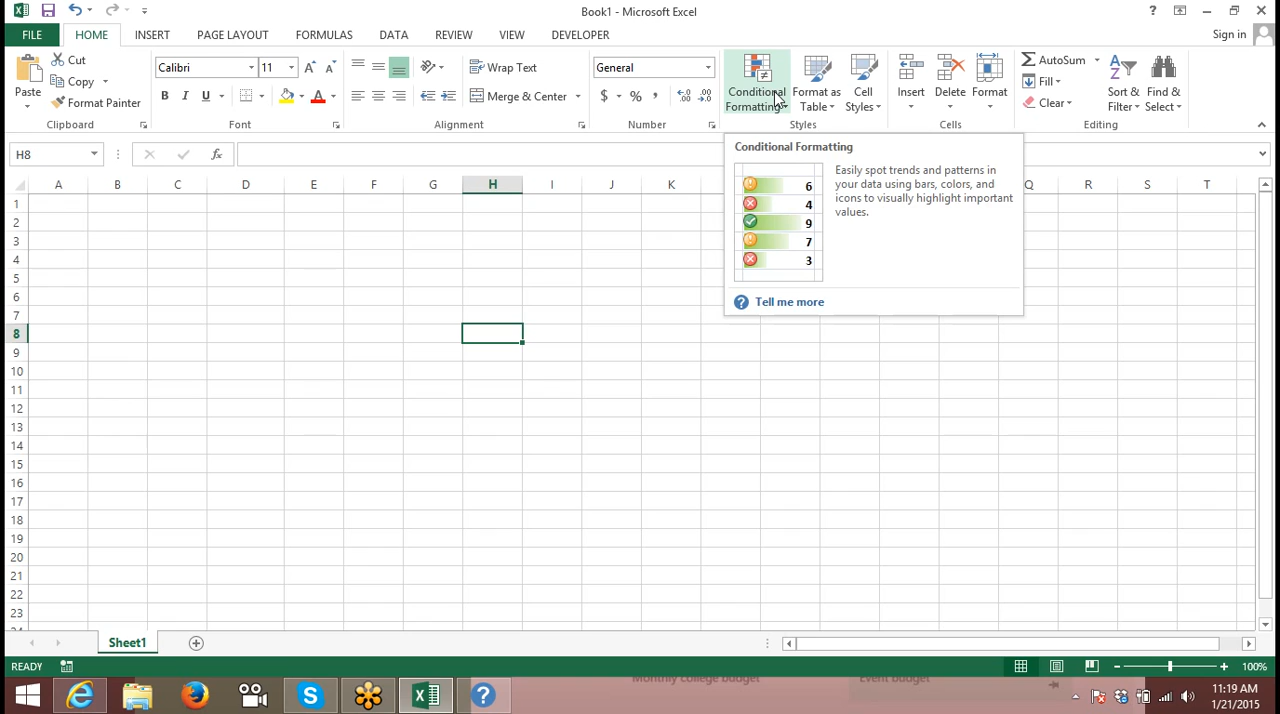 Book1 - Microsoft Excel
?
FILE HOME INSERT PAGE LAYOUT FORMULAS DATA REVIEW VIEW DEVELOPER Sign in
Paste
Cut
Copy
Format Painter
Clipboard
Calibri 11
B I U A
Font
Wrap Text
Merge & Center
Alignment
General
$ % ,
Number
Conditional Formatting
Format as Table
Cell Styles
Styles
Insert Delete Format
Cells
AutoSum
Fill
Clear
Sort & Filter
Find & Select
Editing
H8 fx
Conditional Formatting
6
4
9
7
3
Easily spot trends and patterns in
your data using bars, colors, and
icons to visually highlight important
values.
? Tell me more
A B C D E F G H I J K Q R S T
1
2
3
4
5
6
7
8
9
10
11
12
13
14
15
16
17
18
19
20
21
22
23
Sheet1
READY 100%
Monthly college budget Event budget
11:19 AM
1/21/2015